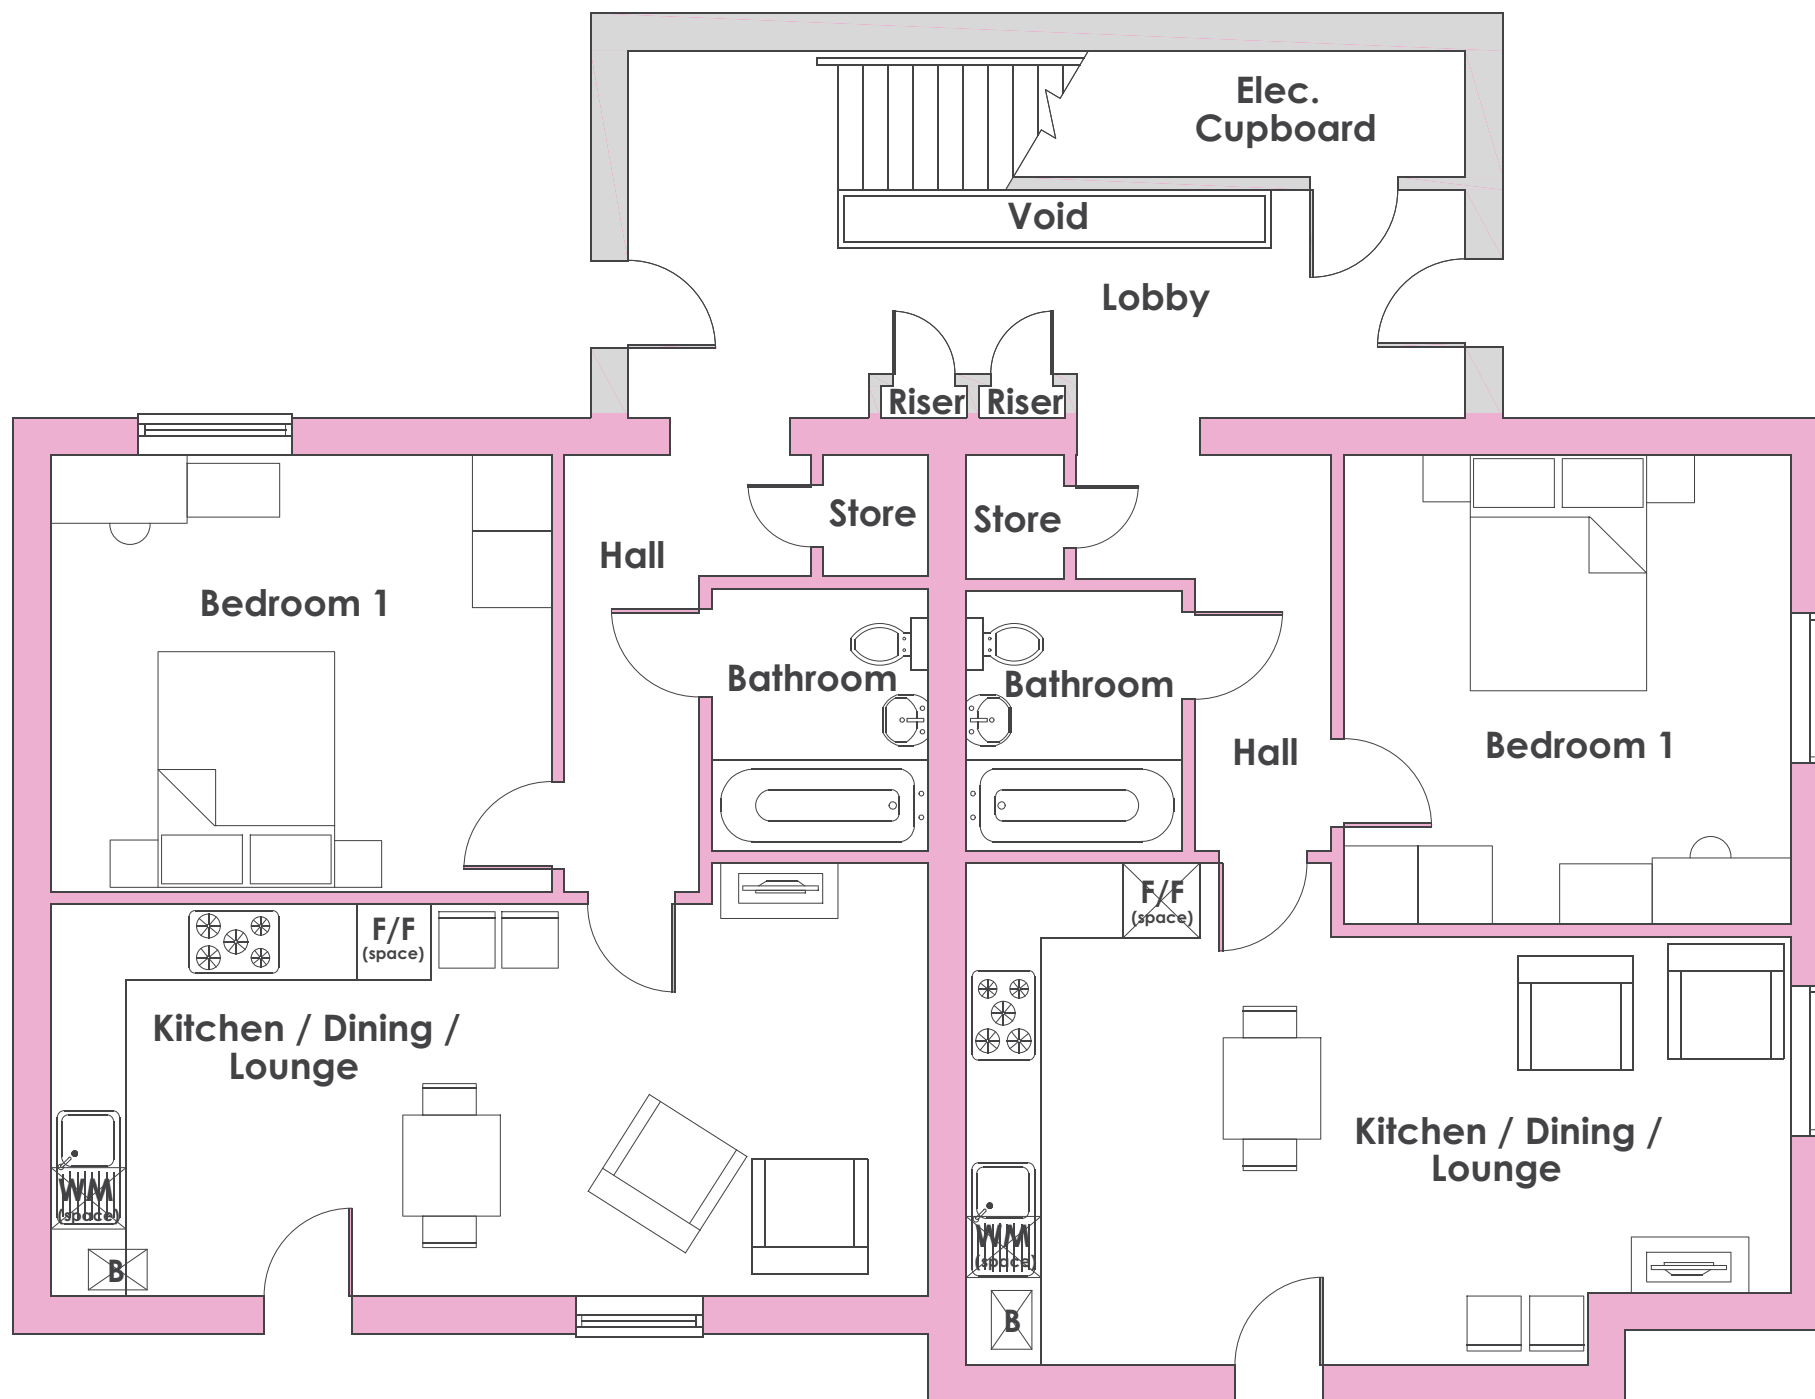 Elec.
Cupboard
Void
Lobby
Riser
Riser
Store
Store
Hall
Bedroom 1
Bathroom
Bathroom
Hall
Bedroom 1
F/F
(space)
F/F
(space)
Kitchen / Dining /
Lounge
Kitchen / Dining /
Lounge
WM
(space)
WM
(space)
B
B